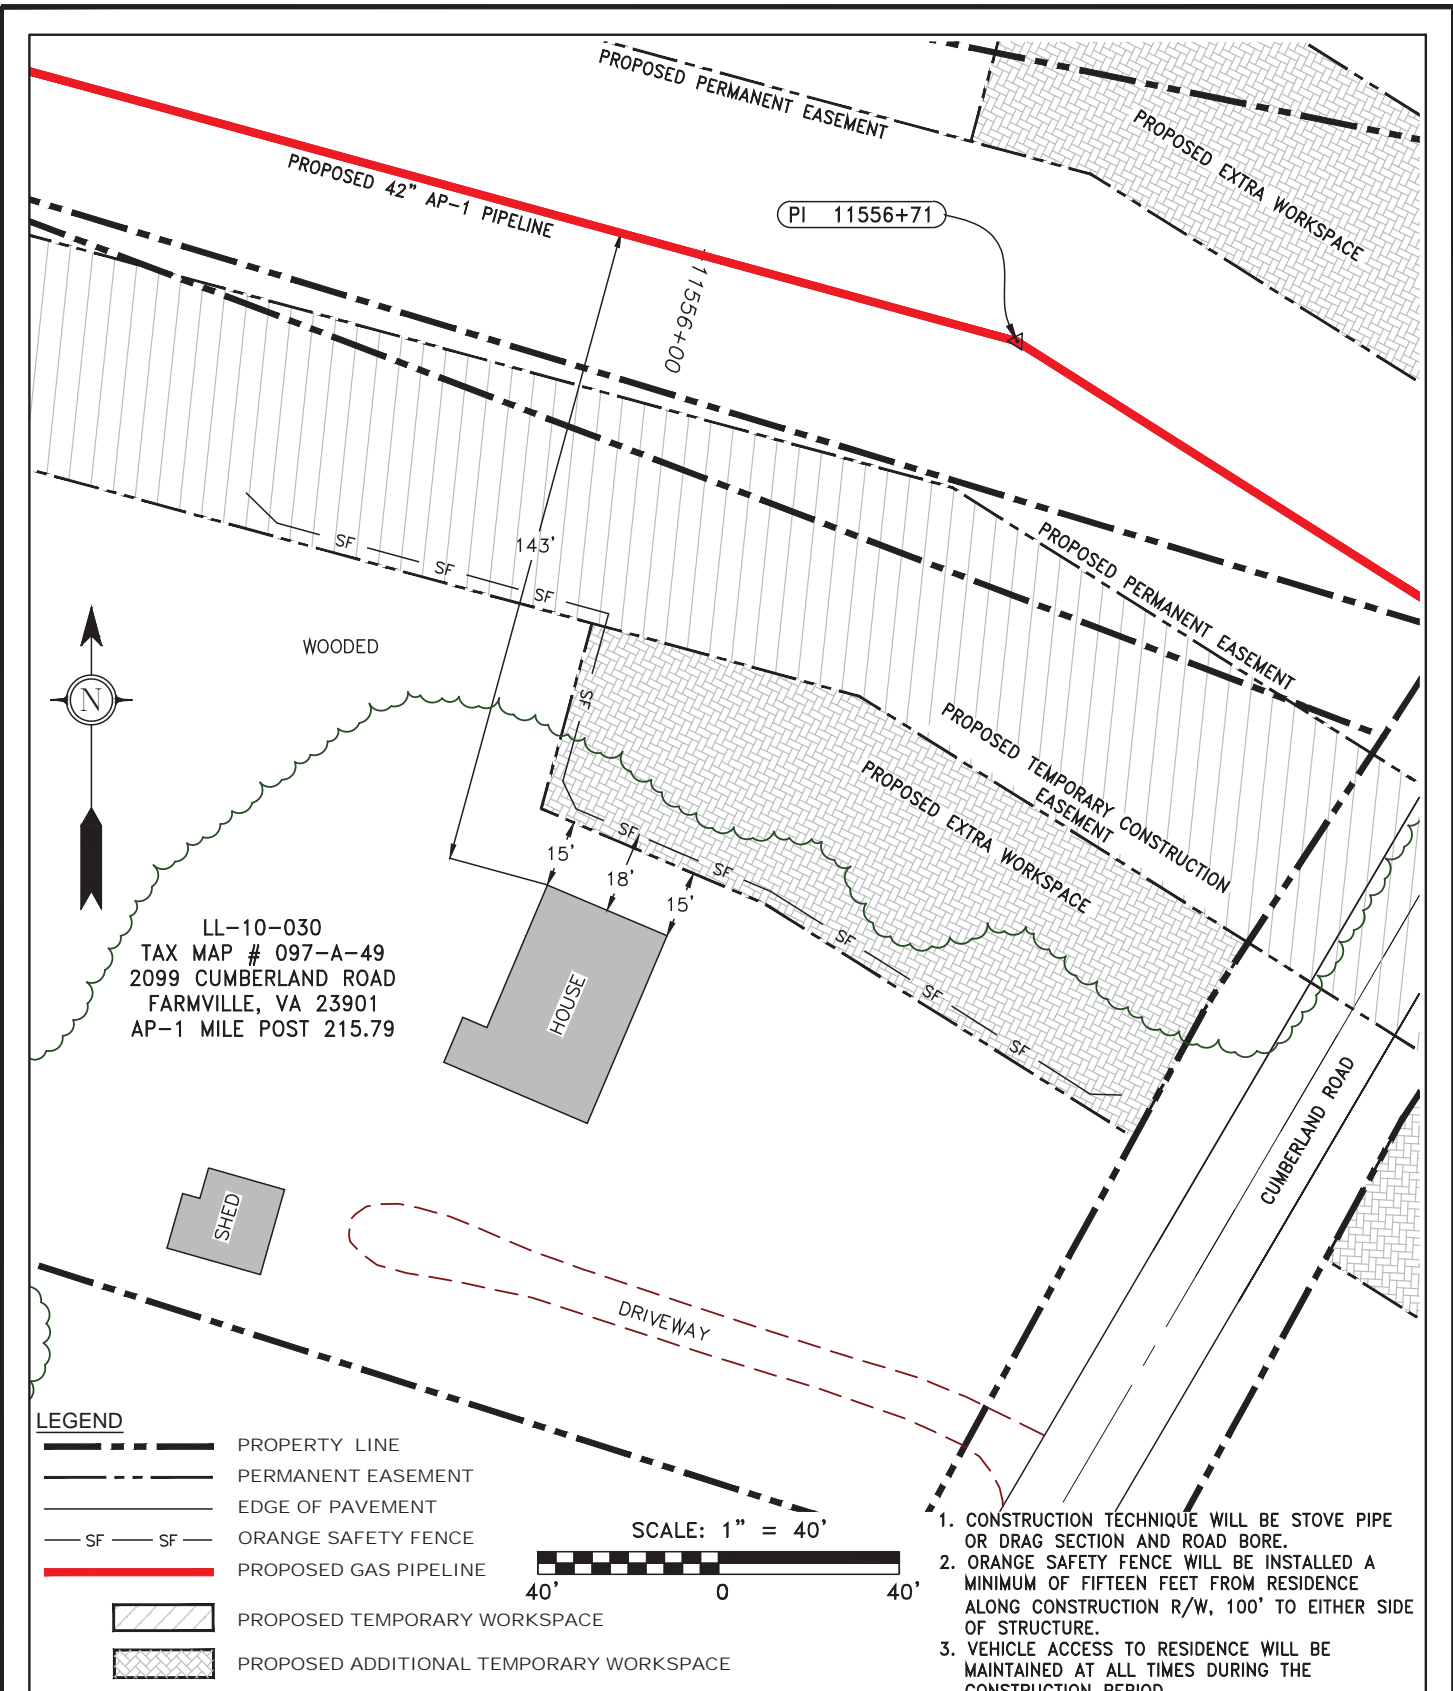 PROPOSED PERMANENT EASEMENT
PROPOSED EXTRA WORKSPACE
PROPOSED 42" AP-1 PIPELINE
PI 11556+71
11556+00
PROPOSED PERMANENT EASEMENT
143'
SF
SF
SF
SF
WOODED
N
PROPOSED TEMPORARY CONSTRUCTION
EASEMENT
PROPOSED EXTRA WORKSPACE
SF
SF
SF
SF
SF
15'
18'
15'
LL-10-030
TAX MAP # 097-A-49
2099 CUMBERLAND ROAD
FARMVILLE, VA 23901
AP-1 MILE POST 215.79
HOUSE
CUMBERLAND ROAD
SHED
DRIVEWAY
LEGEND
PROPERTY LINE
PERMANENT EASEMENT
EDGE OF PAVEMENT
SF SF ORANGE SAFETY FENCE
PROPOSED GAS PIPELINE
PROPOSED TEMPORARY WORKSPACE
PROPOSED ADDITIONAL TEMPORARY WORKSPACE
SCALE: 1" = 40'
40' 0 40'
1. CONSTRUCTION TECHNIQUE WILL BE STOVE PIPE
OR DRAG SECTION AND ROAD BORE.
2. ORANGE SAFETY FENCE WILL BE INSTALLED A
MINIMUM OF FIFTEEN FEET FROM RESIDENCE
ALONG CONSTRUCTION R/W, 100' TO EITHER SIDE
OF STRUCTURE.
3. VEHICLE ACCESS TO RESIDENCE WILL BE
MAINTAINED AT ALL TIMES DURING THE
CONSTRUCTION PERIOD